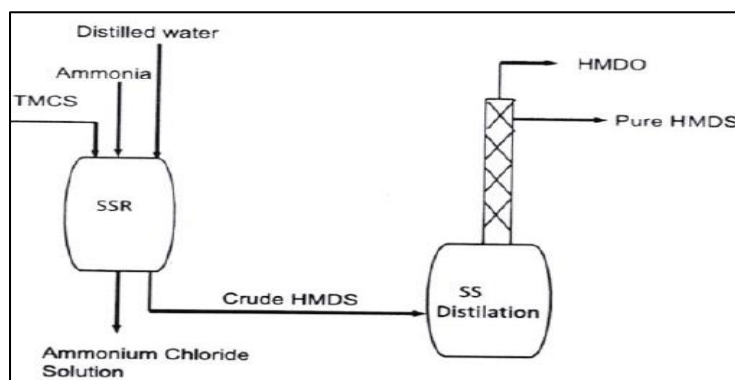 Distilled water
Ammonia
TMCS
HMDO
Pure HMDS
SSR
Crude HMDS
SS
Distilation
Ammonium Chloride
Solution